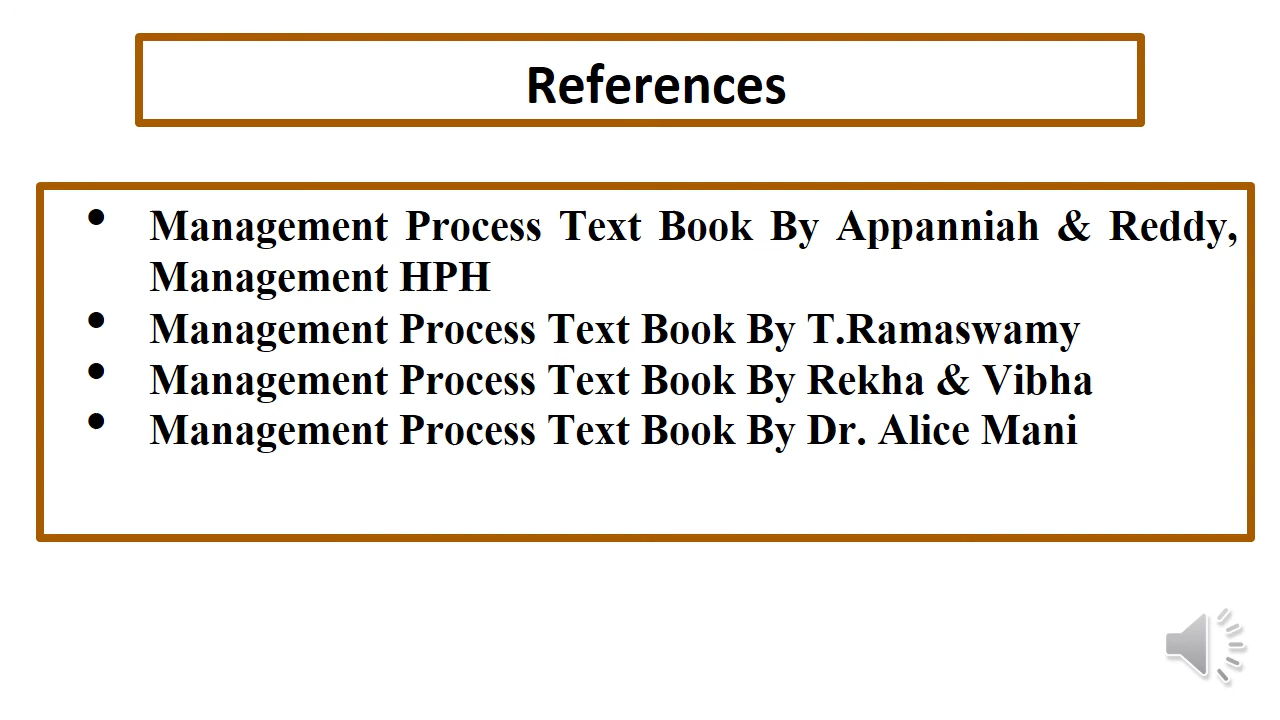 References
• Management Process Text Book By Appanniah & Reddy,
Management HPH
• Management Process Text Book By T.Ramaswamy
• Management Process Text Book By Rekha & Vibha
• Management Process Text Book By Dr. Alice Mani